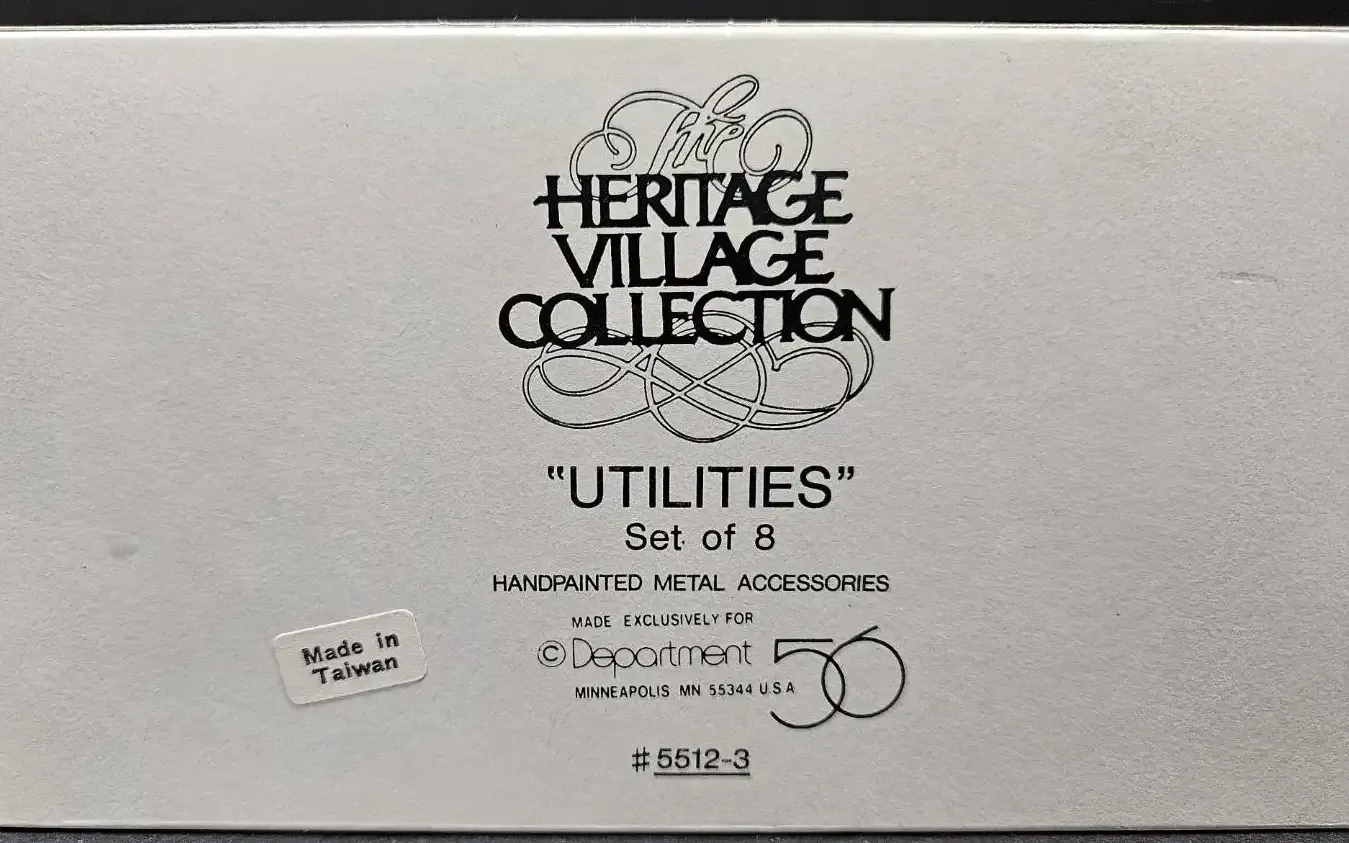 The
HERITAGE
VILLAGE
COLLECTION
“UTILITIES”
Set of 8
HANDPAINTED METAL ACCESSORIES
MADE EXCLUSIVELY FOR
© Department 56
MINNEAPOLIS MN 55344 U.S.A
# 5512-3
Made in
Taiwan